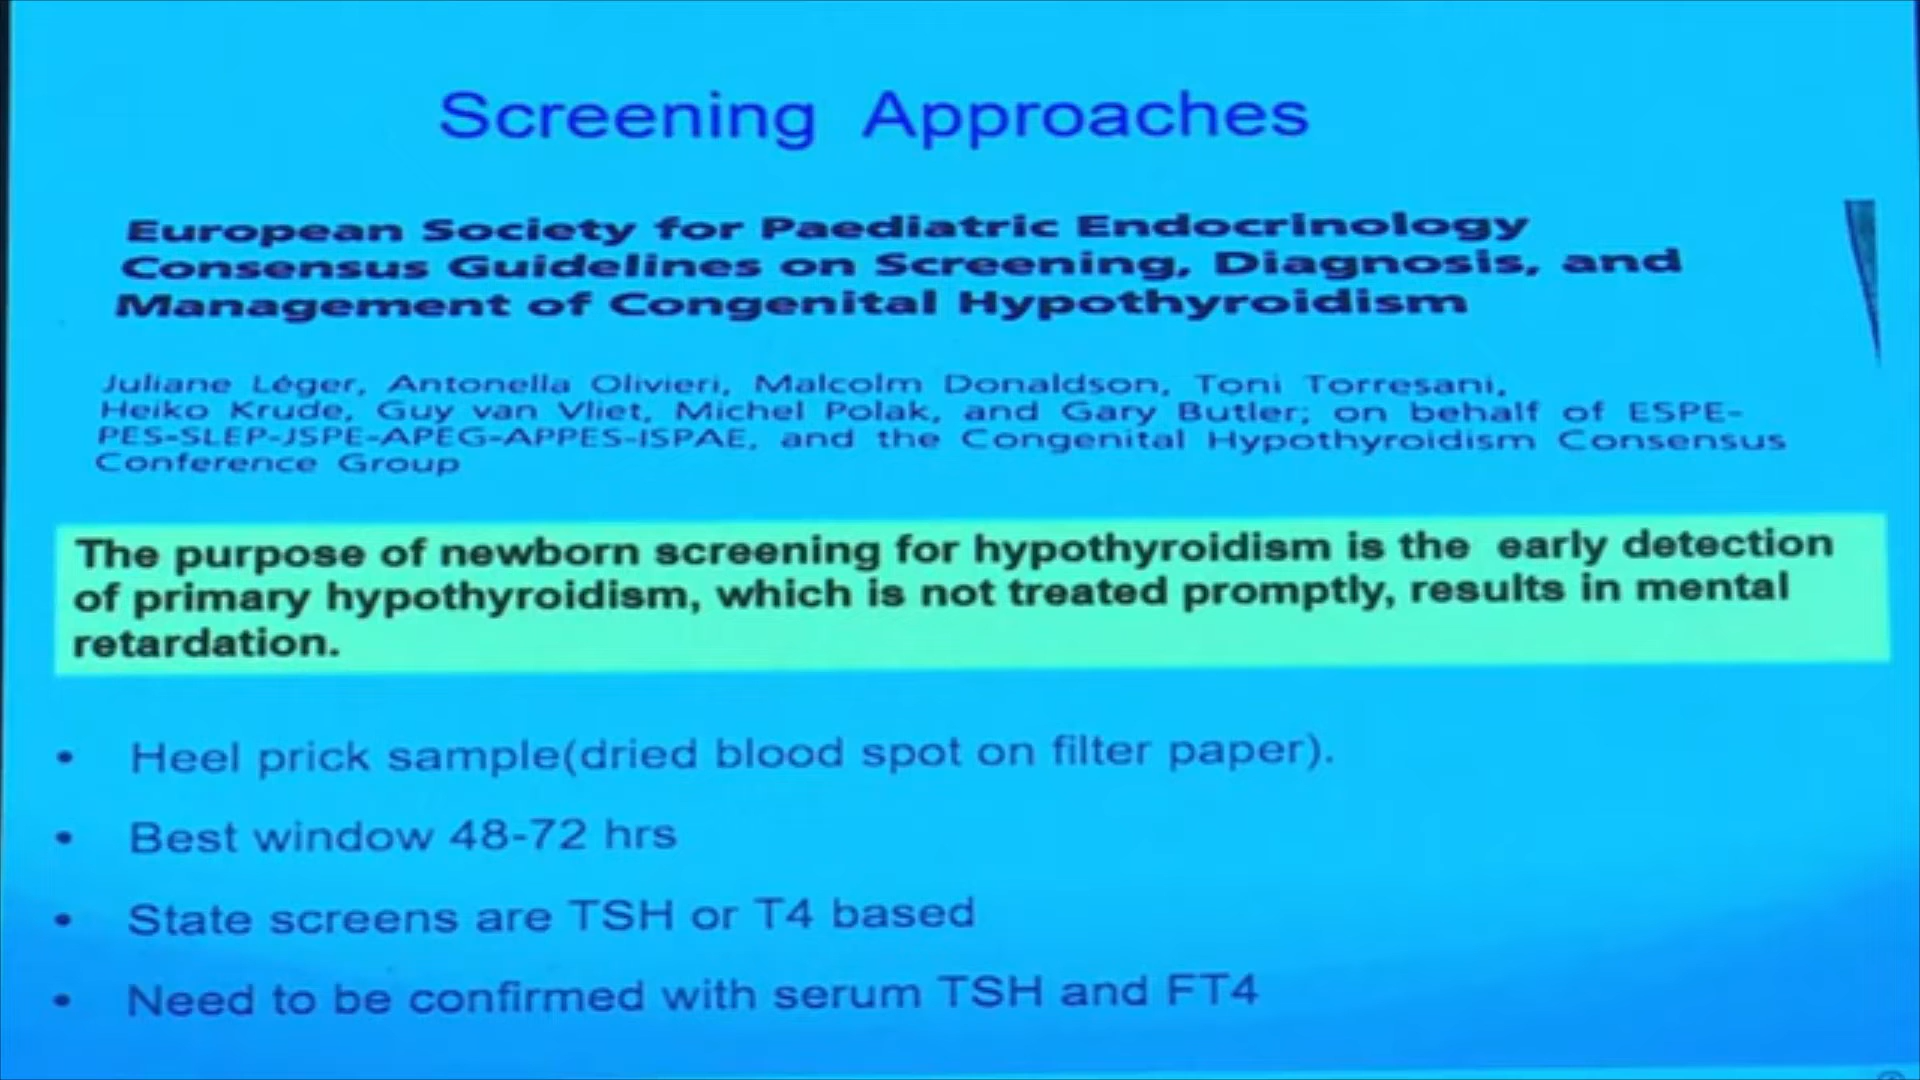 Screening Approaches
European Society for Paediatric Endocrinology
Consensus Guidelines on Screening, Diagnosis, and
Management of Congenital Hypothyroidism
Juliane Léger, Antonella Olivieri, Malcolm Donaldson, Toni Torresani,
Heiko Krude, Guy van Vliet, Michel Polak, and Gary Butler; on behalf of ESPE-
PES-SLEP-JSPE-APEG-APPES-ISPAE, and the Congenital Hypothyroidism Consensus
Conference Group
The purpose of newborn screening for hypothyroidism is the early detection
of primary hypothyroidism, which is not treated promptly, results in mental
retardation.
• Heel prick sample(dried blood spot on filter paper).
• Best window 48-72 hrs
• State screens are TSH or T4 based
• Need to be confirmed with serum TSH and FT4